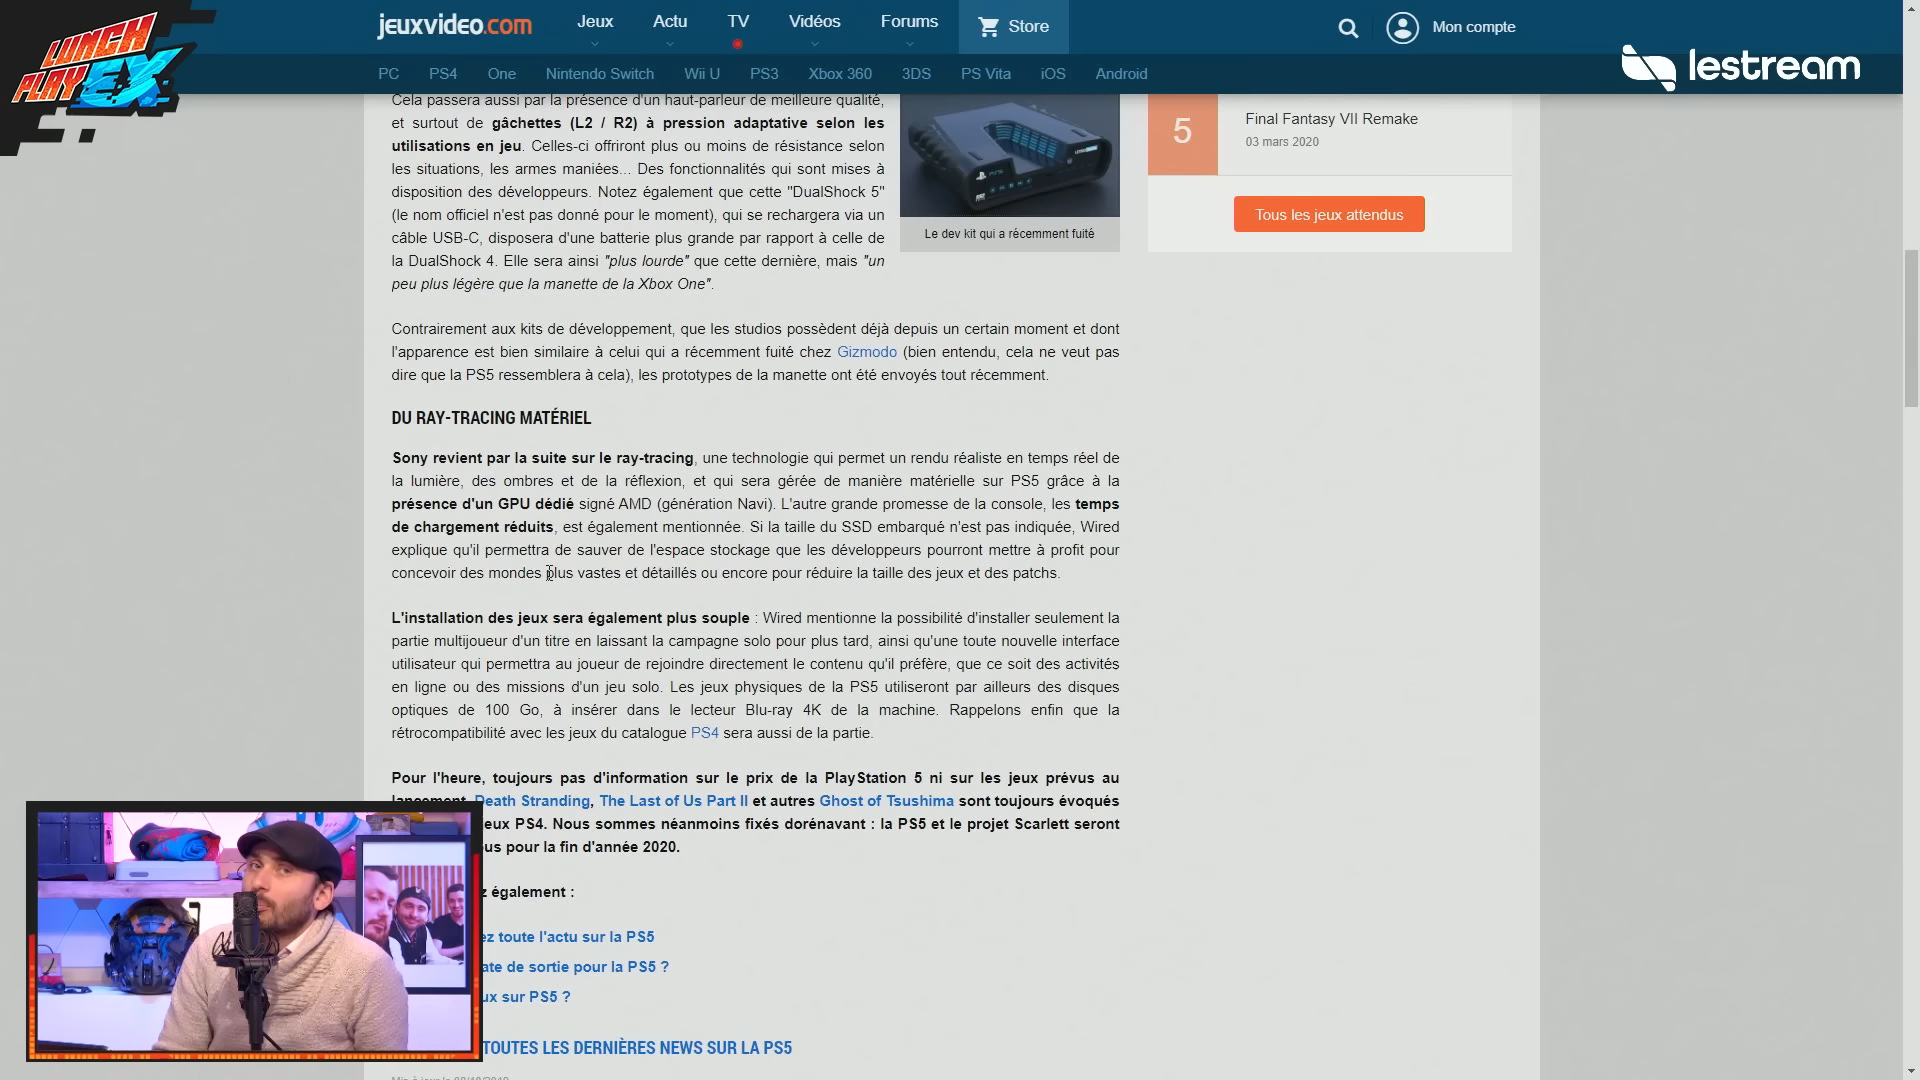 LUNCH
PLAY EX
jeuxvideo.com
Jeux
Actu
TV
Vidéos
Forums
Store
Mon compte
lestream
PC
PS4
One
Nintendo Switch
Wii U
PS3
Xbox 360
3DS
PS Vita
iOS
Android
Cela passera aussi par la présence d'un haut-parleur de meilleure qualité,
et surtout de gâchettes (L2 / R2) à pression adaptative selon les
utilisations en jeu. Celles-ci offriront plus ou moins de résistance selon
les situations, les armes maniées... Des fonctionnalités qui sont mises à
disposition des développeurs. Notez également que cette "DualShock 5"
(le nom officiel n'est pas donné pour le moment), qui se rechargera via un
câble USB-C, disposera d'une batterie plus grande par rapport à celle de
la DualShock 4. Elle sera ainsi "plus lourde" que cette dernière, mais "un
peu plus légère que la manette de la Xbox One".
Le dev kit qui a récemment fuité
5
Final Fantasy VII Remake
03 mars 2020
Tous les jeux attendus
Contrairement aux kits de développement, que les studios possèdent déjà depuis un certain moment et dont
l'apparence est bien similaire à celui qui a récemment fuité chez Gizmodo (bien entendu, cela ne veut pas
dire que la PS5 ressemblera à cela), les prototypes de la manette ont été envoyés tout récemment.
DU RAY-TRACING MATÉRIEL
Sony revient par la suite sur le ray-tracing, une technologie qui permet un rendu réaliste en temps réel de
la lumière, des ombres et de la réflexion, et qui sera gérée de manière matérielle sur PS5 grâce à la
présence d'un GPU dédié signé AMD (génération Navi). L'autre grande promesse de la console, les temps
de chargement réduits, est également mentionnée. Si la taille du SSD embarqué n'est pas indiquée, Wired
explique qu'il permettra de sauver de l'espace stockage que les développeurs pourront mettre à profit pour
concevoir des mondes plus vastes et détaillés ou encore pour réduire la taille des jeux et des patchs.
L'installation des jeux sera également plus souple : Wired mentionne la possibilité d'installer seulement la
partie multijoueur d'un titre en laissant la campagne solo pour plus tard, ainsi qu'une toute nouvelle interface
utilisateur qui permettra au joueur de rejoindre directement le contenu qu'il préfère, que ce soit des activités
en ligne ou des missions d'un jeu solo. Les jeux physiques de la PS5 utiliseront par ailleurs des disques
optiques de 100 Go, à insérer dans le lecteur Blu-ray 4K de la machine. Rappelons enfin que la
rétrocompatibilité avec les jeux du catalogue PS4 sera aussi de la partie.
Pour l'heure, toujours pas d'information sur le prix de la PlayStation 5 ni sur les jeux prévus au
lancement. Death Stranding, The Last of Us Part II et autres Ghost of Tsushima sont toujours évoqués
eux PS4. Nous sommes néanmoins fixés dorénavant : la PS5 et le projet Scarlett seront
us pour la fin d'année 2020.
z également :
ez toute l'actu sur la PS5
ate de sortie pour la PS5 ?
ux sur PS5 ?
TOUTES LES DERNIÈRES NEWS SUR LA PS5